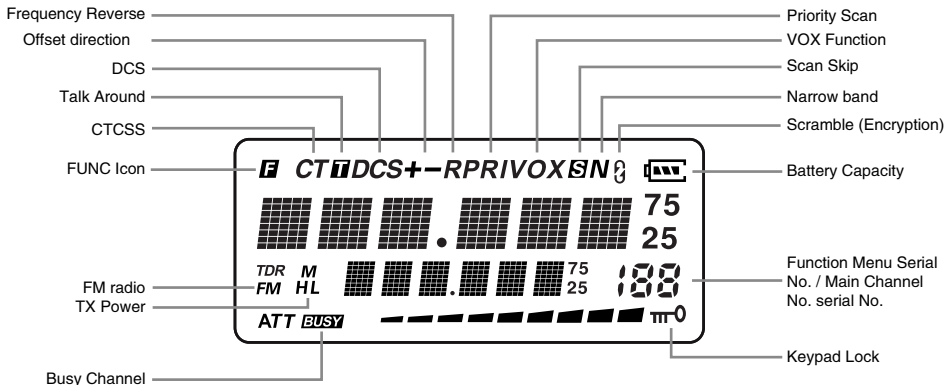 Frequency Reverse
Offset direction
DCS
Talk Around
CTCSS
FUNC Icon
FM radio
TX Power
Busy Channel
Priority Scan
VOX Function
Scan Skip
Narrow band
Scramble (Encryption)
Battery Capacity
Function Menu Serial
No. / Main Channel
No. serial No.
Keypad Lock
F CT T DCS+-RPRIVOX S N
75
25
TDR M
FM HL
75
25
188
ATT BUSY